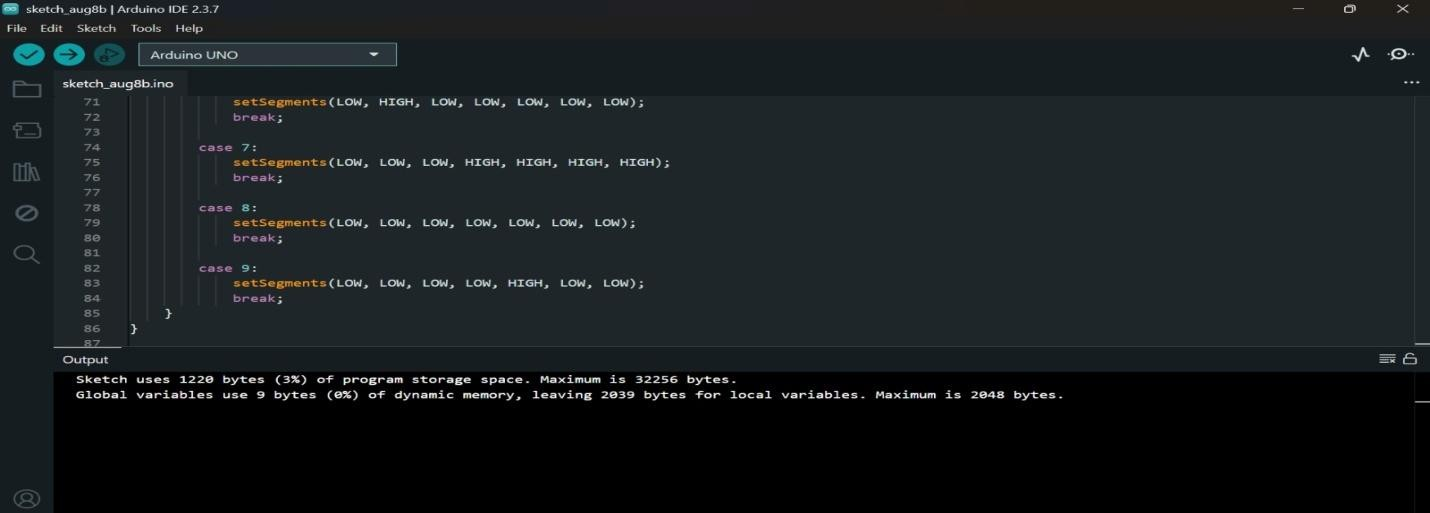 sketch_aug8b | Arduino IDE 2.3.7
File Edit Sketch Tools Help
Arduino UNO
sketch_aug8b.ino
71 setSegments(LOW, HIGH, LOW, LOW, LOW, LOW, LOW);
72 break;
73
74 case 7:
75 setSegments(LOW, LOW, LOW, HIGH, HIGH, HIGH, HIGH);
76 break;
77
78 case 8:
79 setSegments(LOW, LOW, LOW, LOW, LOW, LOW, LOW);
80 break;
81
82 case 9:
83 setSegments(LOW, LOW, LOW, LOW, HIGH, LOW, LOW);
84 break;
85 }
86 }
87
Output
Sketch uses 1220 bytes (3%) of program storage space. Maximum is 32256 bytes.
Global variables use 9 bytes (0%) of dynamic memory, leaving 2039 bytes for local variables. Maximum is 2048 bytes.